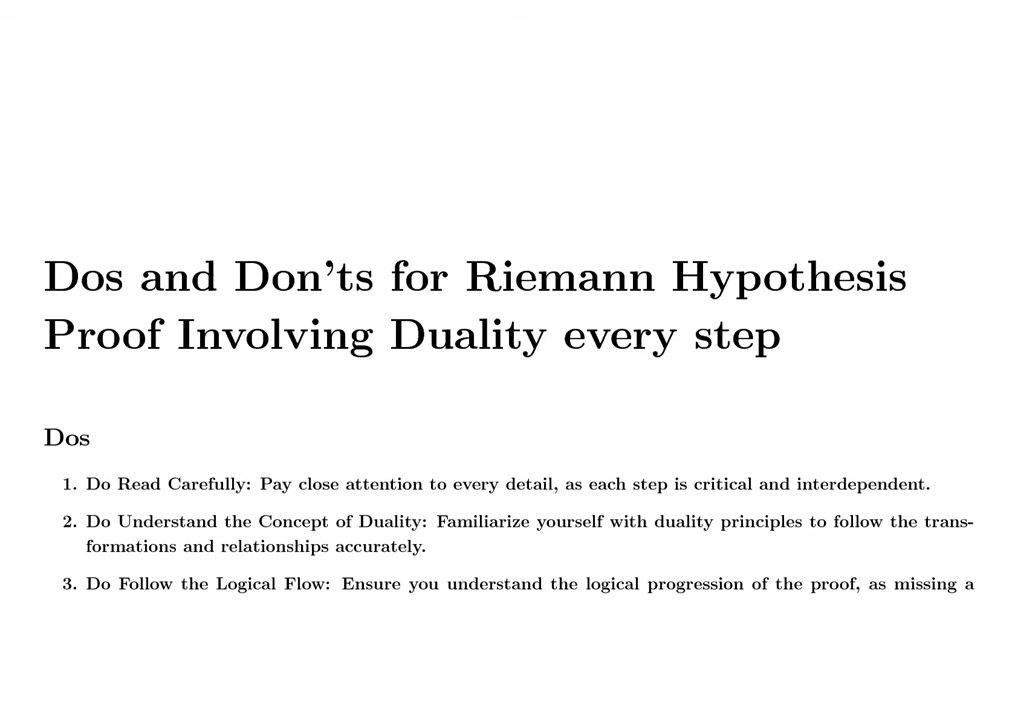 Dos and Don'ts for Riemann Hypothesis
Proof Involving Duality every step
Dos
1. Do Read Carefully: Pay close attention to every detail, as each step is critical and interdependent.
2. Do Understand the Concept of Duality: Familiarize yourself with duality principles to follow the trans-
formations and relationships accurately.
3. Do Follow the Logical Flow: Ensure you understand the logical progression of the proof, as missing a